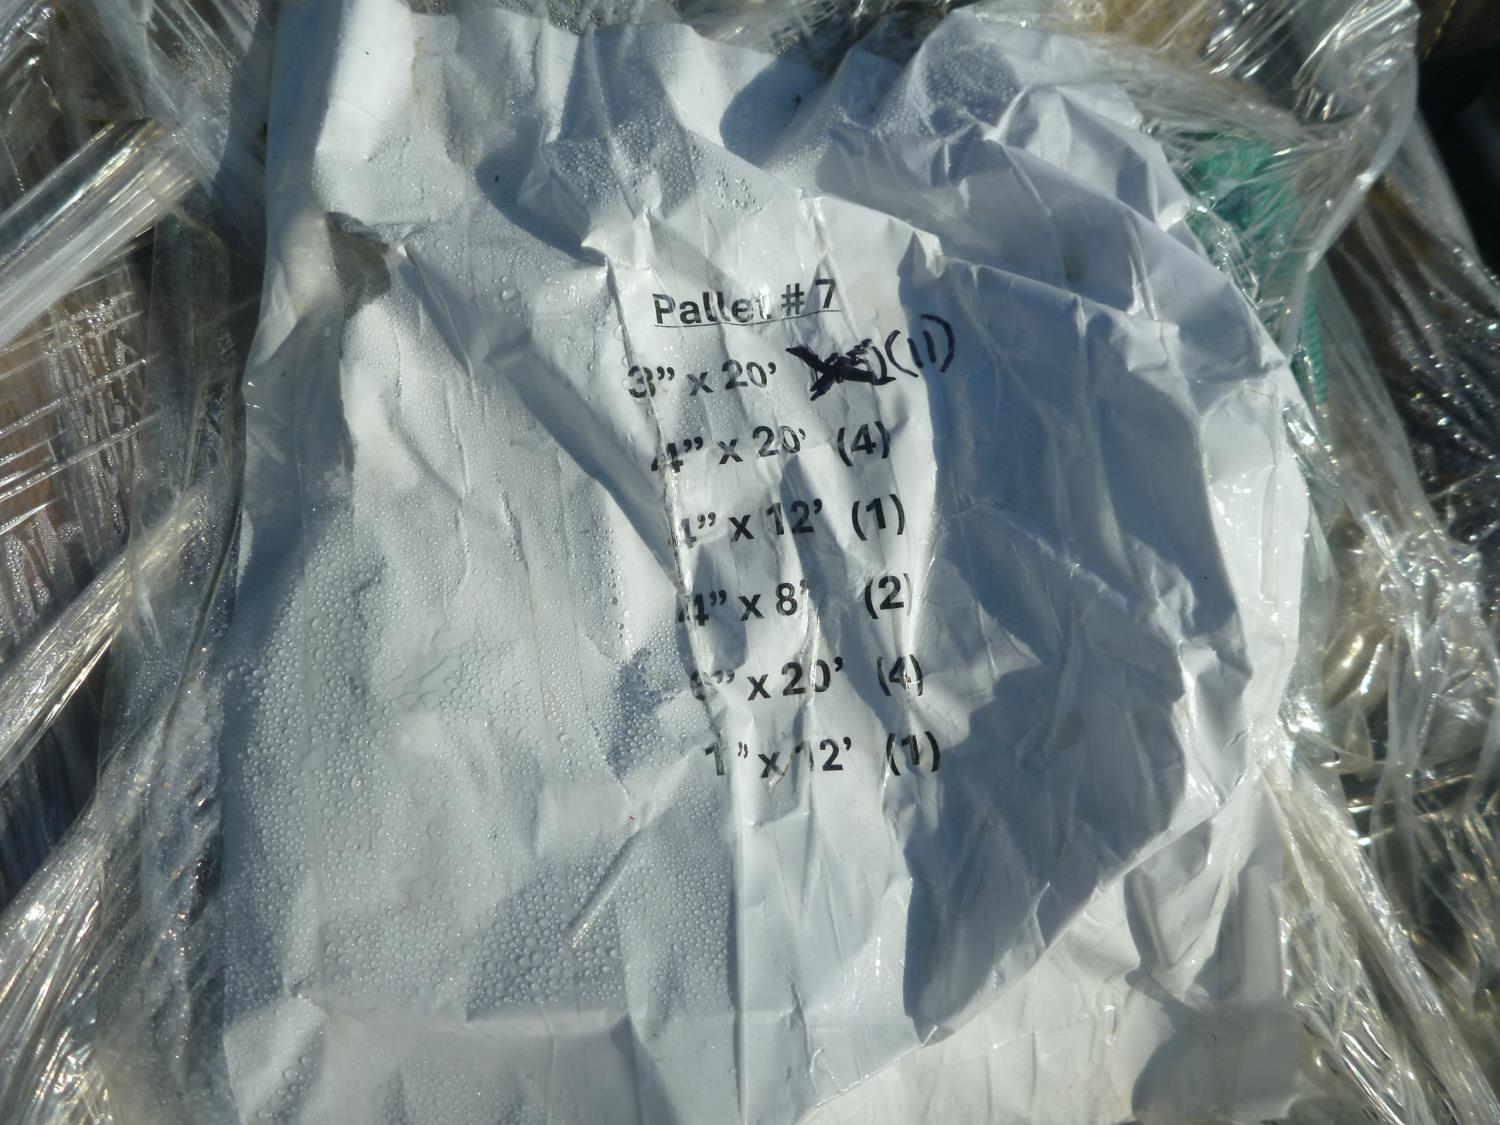 Pallet # 7
3” x 20’ (11)
4” x 20’ (4)
4” x 12’ (1)
4” x 8’ (2)
6” x 20’ (4)
1” x 12’ (1)